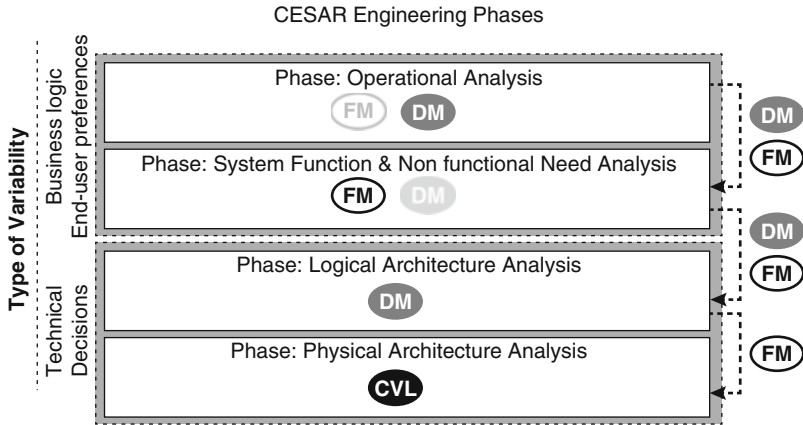 CESAR Engineering Phases
Type of Variability
Business logic
End-user preferences
Phase: Operational Analysis
FM DM
Phase: System Function & Non functional Need Analysis
FM DM
DM
FM
Technical
Decisions
Phase: Logical Architecture Analysis
DM
DM
FM
Phase: Physical Architecture Analysis
CVL
FM